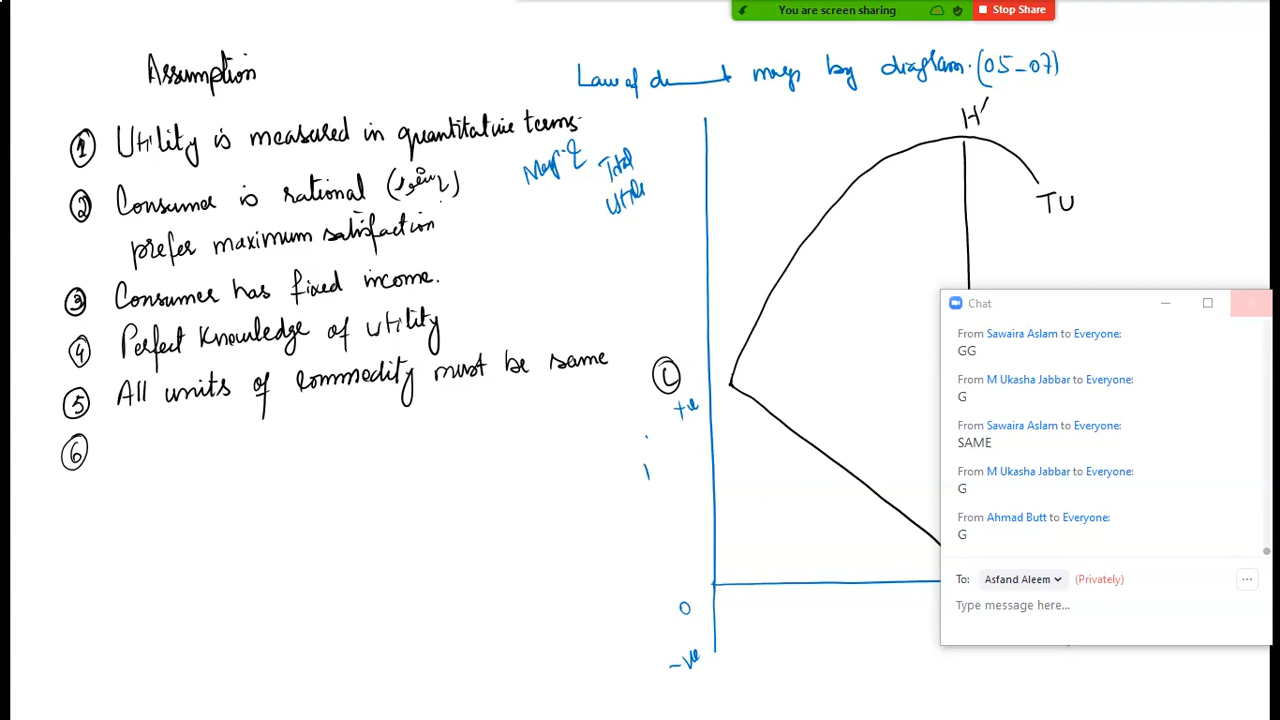 You are screen sharing
Stop Share
Assumption
Law of de mags by diagram. (05-07)
① Utility is measured in quantitative terms.
② Consumer is rational
prefer maximum satisfaction
③ Consumer has fixed income.
④ Perfect knowledge of utility
⑤ All units of commodity must be same
⑥
Total
Utils
H'
TU
+ve
0
-ve
Chat
From Sawaira Aslam to Everyone:
GG
From M Ukasha Jabbar to Everyone:
G
From Sawaira Aslam to Everyone:
SAME
From M Ukasha Jabbar to Everyone:
G
From Ahmad Butt to Everyone:
G
To: Asfand Aleem (Privately)
Type message here...